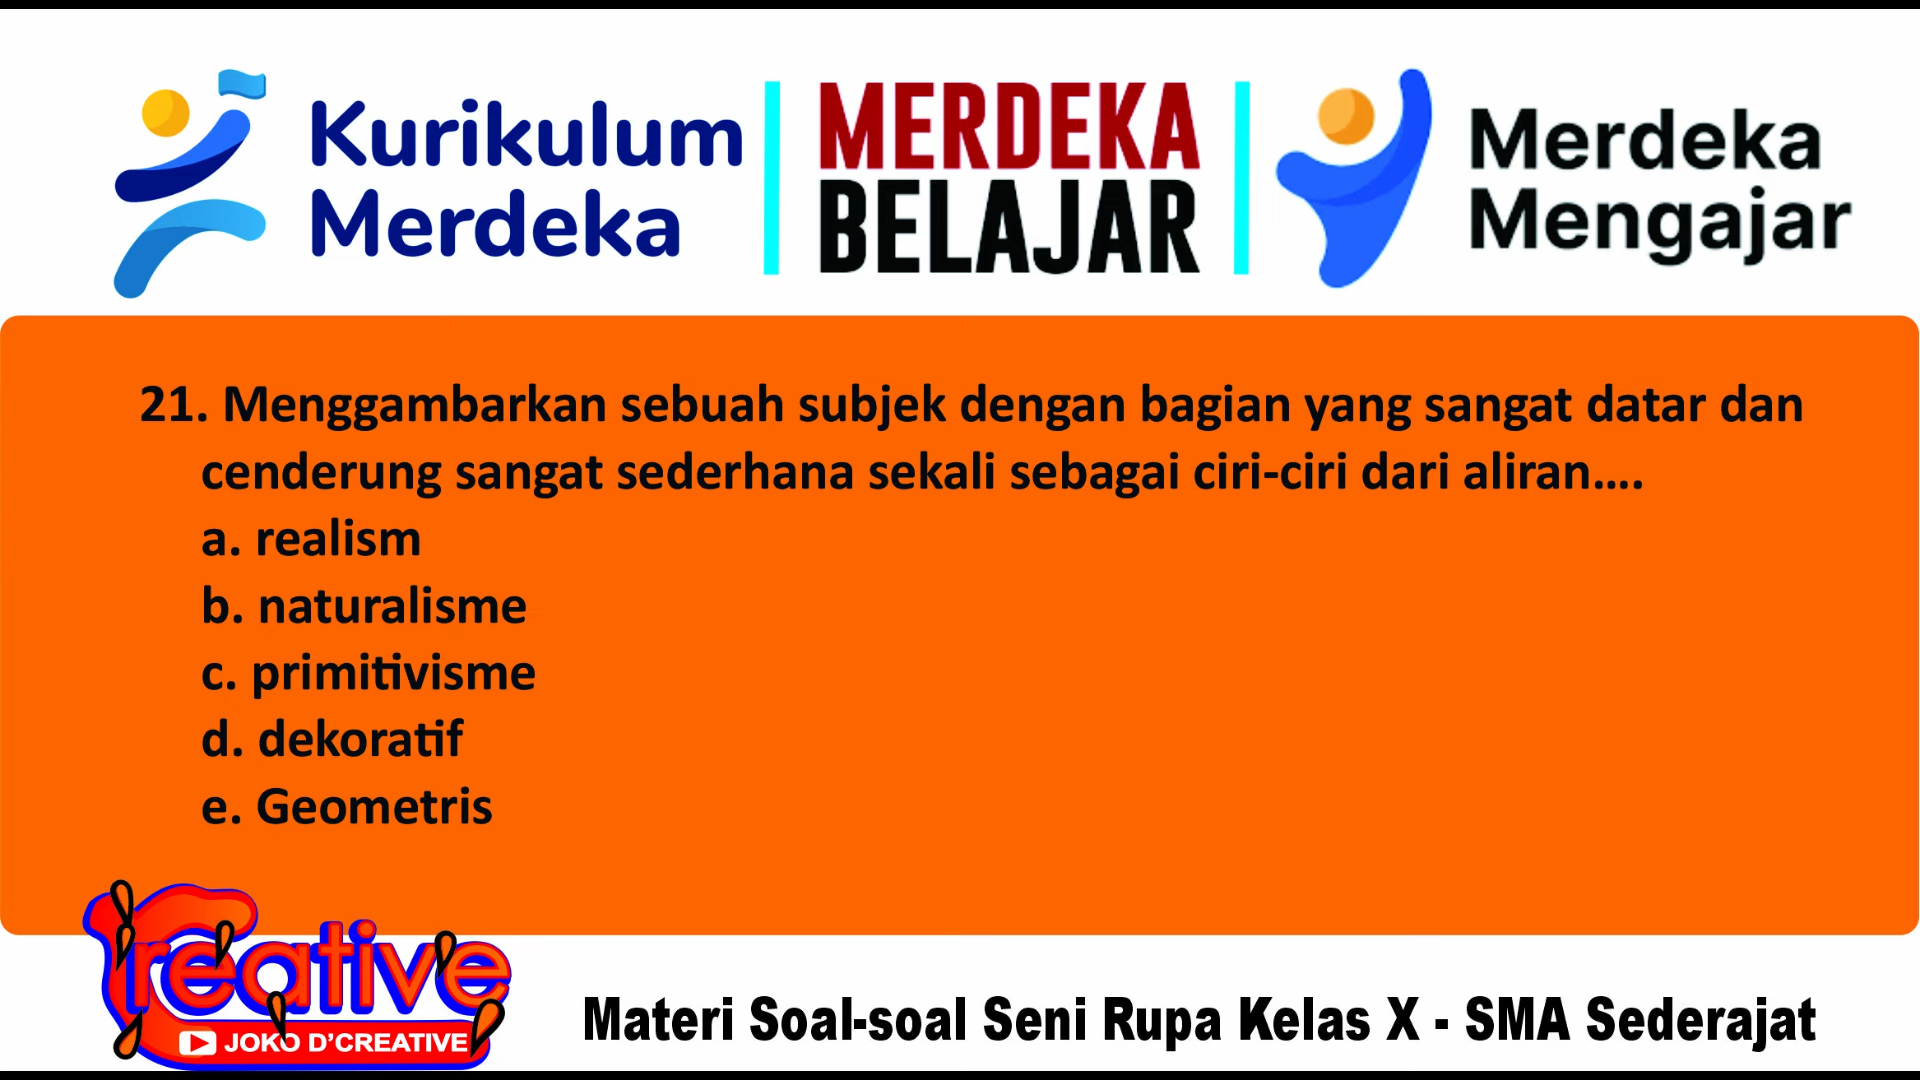 Kurikulum
Merdeka
MERDEKA
BELAJAR
Merdeka
Mengajar
21. Menggambarkan sebuah subjek dengan bagian yang sangat datar dan
cenderung sangat sederhana sekali sebagai ciri-ciri dari aliran....
a. realism
b. naturalisme
c. primitivisme
d. dekoratif
e. Geometris
Creative
JOKO D'CREATIVE
Materi Soal-soal Seni Rupa Kelas X - SMA Sederajat